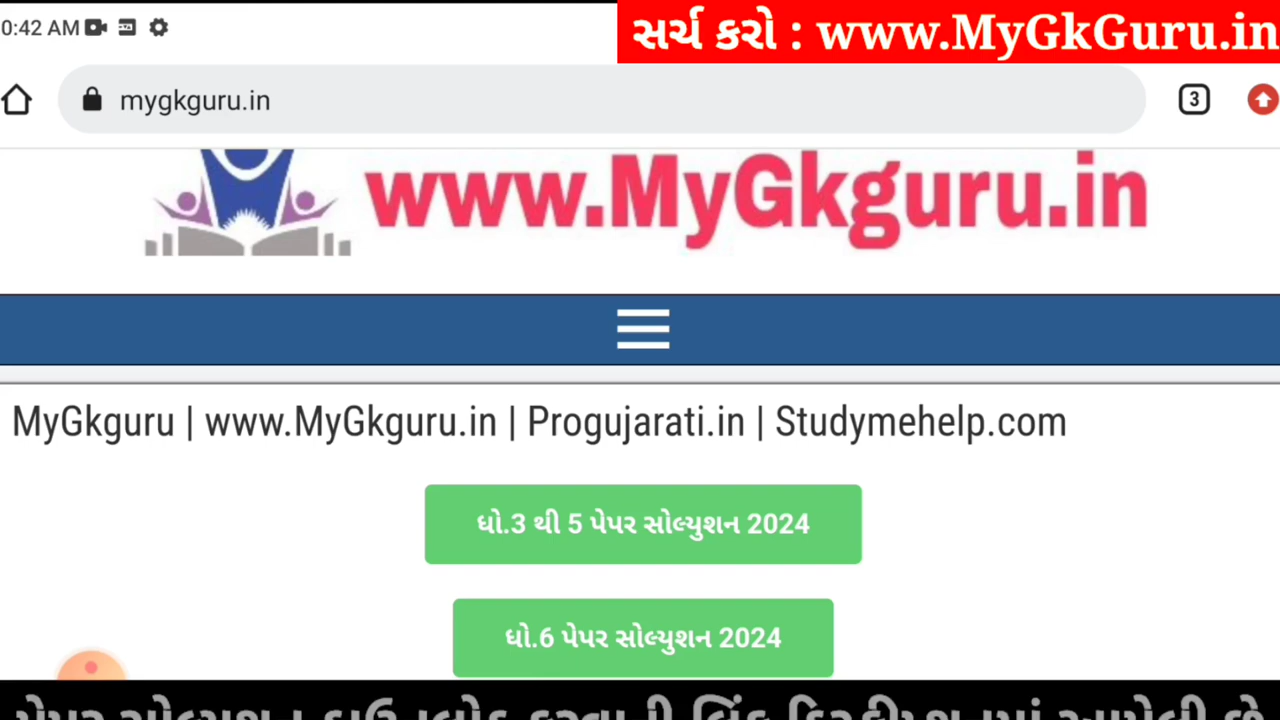 0:42 AM
સર્ચ કરો : www.MyGkGuru.in
mygkguru.in
3
www.MyGkguru.in
MyGkguru | www.MyGkguru.in | Progujarati.in | Studymehelp.com
ધો.3 થી 5 પેપર સોલ્યુશન 2024
ધો.6 પેપર સોલ્યુશન 2024